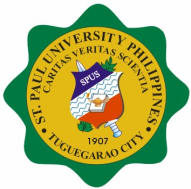 ST. PAUL UNIVERSITY PHILIPPINES
CARITAS VERITAS SCIENTIA
SPUS
1907
TUGUEGARAO CITY